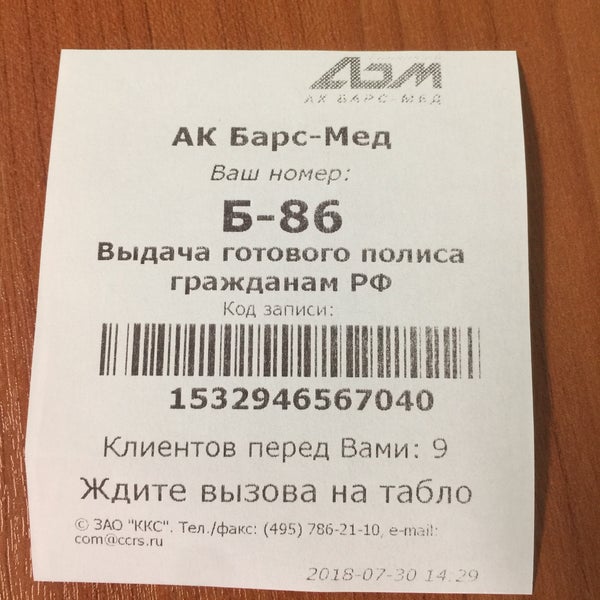 АБМ
АК БАРС-МЕД
АК Барс-Мед
Ваш номер:
Б-86
Выдача готового полиса
гражданам РФ
Код записи:
1532946567040
Клиентов перед Вами: 9
Ждите вызова на табло
© ЗАО "ККС". Тел./факс: (495) 786-21-10, e-mail:
com@ccrs.ru
2018-07-30 14:29